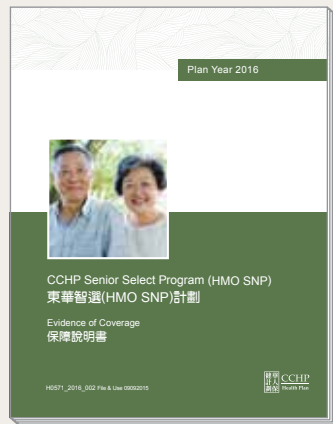 Plan Year 2016
CCHP Senior Select Program (HMO SNP)
東華智選(HMO SNP)計劃
Evidence of Coverage
保障說明書
H0571_2016_002 File & Use 09092015
CCHP
Health Plan